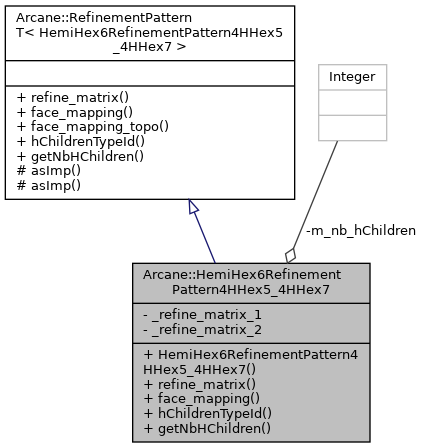 Arcane::RefinementPattern
T< HemiHex6RefinementPattern4HHex5
_4HHex7 >
+ refine_matrix()
+ face_mapping()
+ face_mapping_topo()
+ hChildrenTypeId()
+ getNbHChildren()
# asImp()
# asImp()
Integer
-m_nb_hChildren
Arcane::HemiHex6Refinement
Pattern4HHex5_4HHex7
- _refine_matrix_1
- _refine_matrix_2
+ HemiHex6RefinementPattern4
HHex5_4HHex7()
+ refine_matrix()
+ face_mapping()
+ hChildrenTypeId()
+ getNbHChildren()